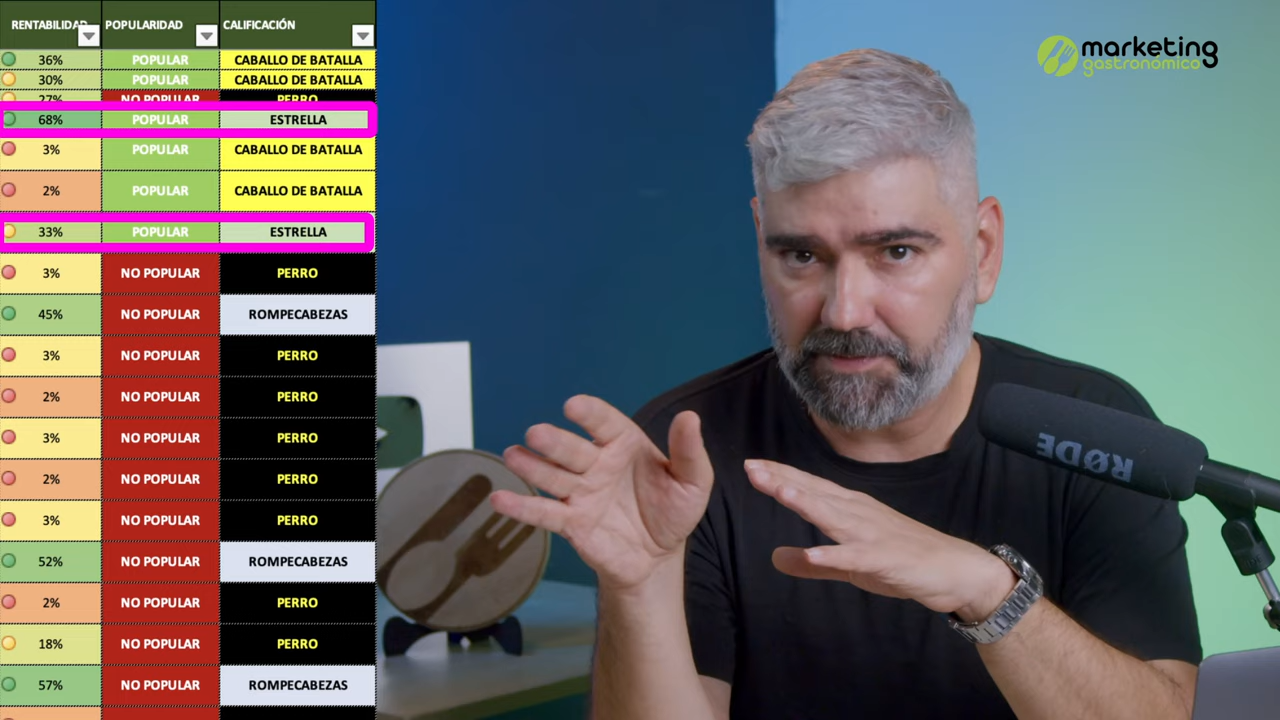 RENTABILIDAD POPULARIDAD CALIFICACIÓN
36% POPULAR CABALLO DE BATALLA
30% POPULAR CABALLO DE BATALLA
27% NO POPULAR PERRO
68% POPULAR ESTRELLA
3% POPULAR CABALLO DE BATALLA
2% POPULAR CABALLO DE BATALLA
33% POPULAR ESTRELLA
3% NO POPULAR PERRO
45% NO POPULAR ROMPECABEZAS
3% NO POPULAR PERRO
2% NO POPULAR PERRO
3% NO POPULAR PERRO
2% NO POPULAR PERRO
3% NO POPULAR PERRO
52% NO POPULAR ROMPECABEZAS
2% NO POPULAR PERRO
18% NO POPULAR PERRO
57% NO POPULAR ROMPECABEZAS
marketing
gastronómico
RØDE